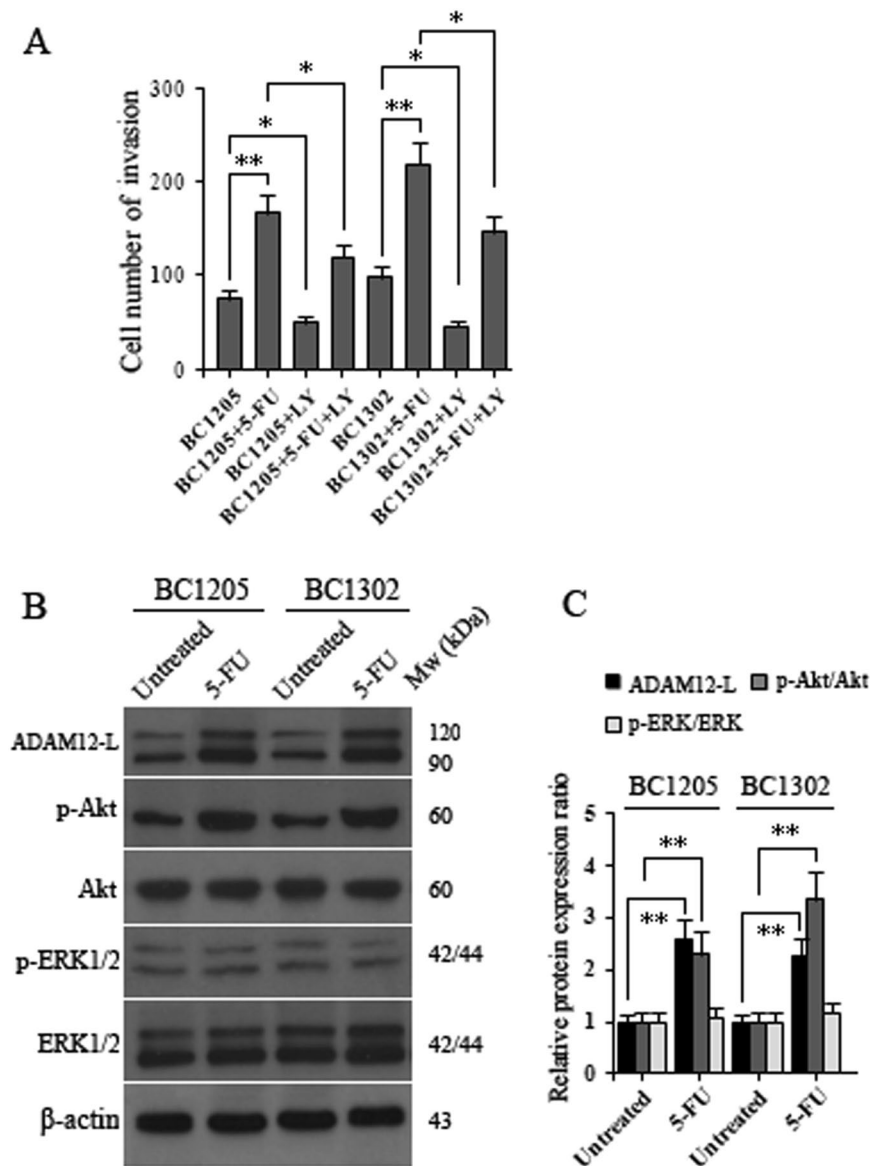 A
Cell number of invasion
300
200
100
0
*
*
*
*
**
**
BC1205
BC1205+5-FU
BC1205+LY
BC1205+5-FU+LY
BC1302
BC1302+5-FU
BC1302+LY
BC1302+5-FU+LY
B
BC1205 BC1302
Untreated 5-FU Untreated 5-FU Mw (kDa)
ADAM12-L 120
90
p-Akt 60
Akt 60
p-ERK1/2 42/44
ERK1/2 42/44
β-actin 43
C
ADAM12-L p-Akt/Akt
p-ERK/ERK
BC1205 BC1302
Relative protein expression ratio
5
4
3
2
1
0
** **
** **
Untreated 5-FU Untreated 5-FU